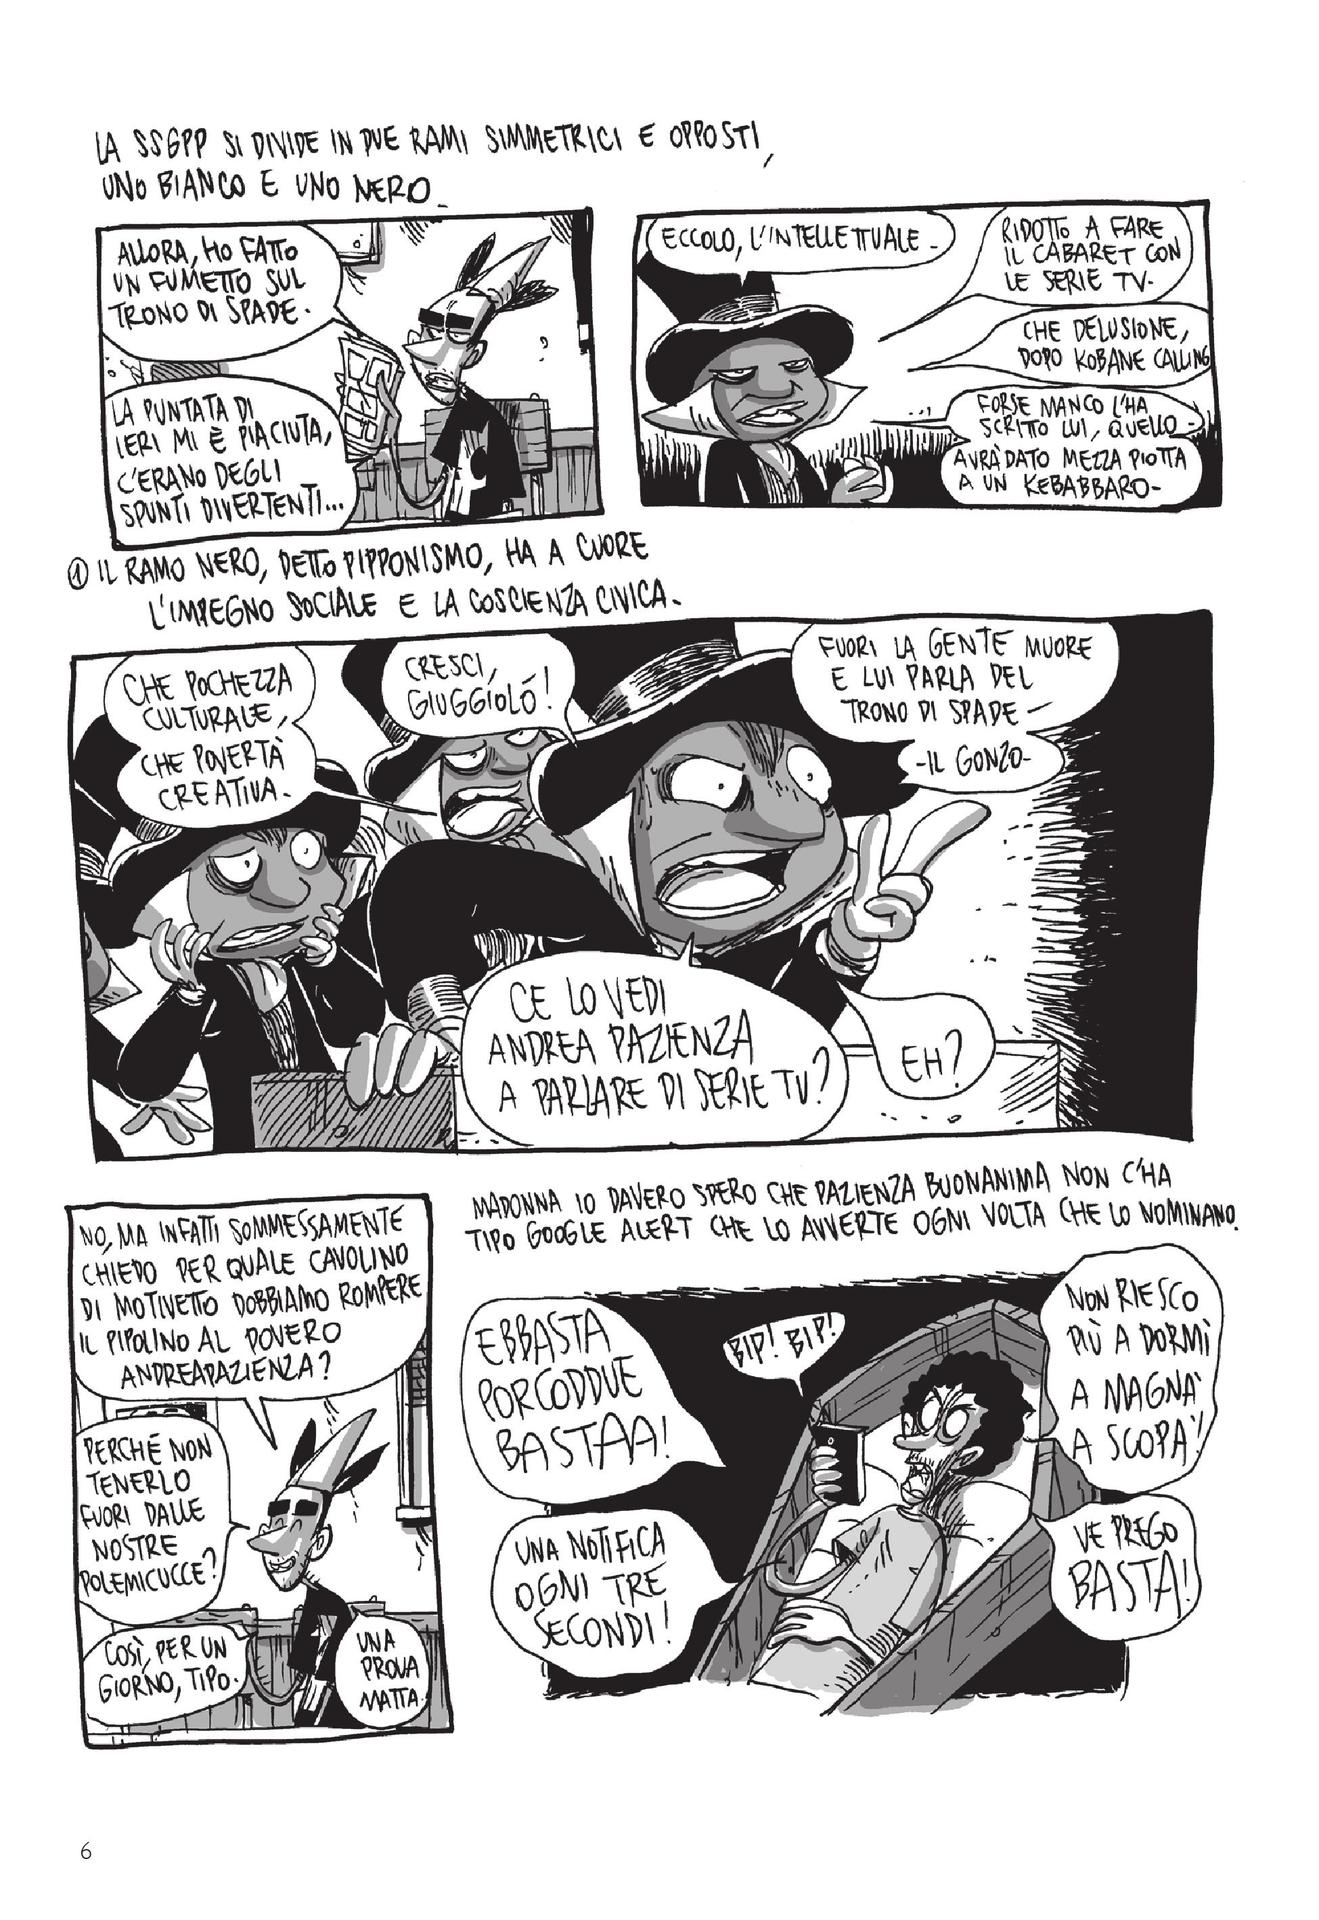 LA SSGPP SI DIVIDE IN DUE RAMI SIMMETRICI E OPPOSTI,
UNO BIANCO E UNO NERO_
ALLORA, HO FATTO
UN FUMETTO SUL
TRONO DI SPADE.
LA PUNTATA DI
IERI MI È PIACIUTA,
C'ERANO DEGLI
SPUNTI DIVERTENTI...
ECCOLO, L'INTELLETTUALE-
RIDOTTO A FARE
IL CABARET CON
LE SERIE TV.
CHE DELUSIONE,
DOPO KOBANE CALLING
FORSE MANCO L'HA
SCRITTO LUI, QUELLO-
AVRÀ DATO MEZZA PIOTTA
A UN KEBABBARO-
① IL RAMO NERO, DETTO PIPPONISMO, HA A CUORE
L'IMPEGNO SOCIALE E LA COSCIENZA CIVICA.
CHE POCHEZZA
CULTURALE,
CHE POVERTÀ
CREATIVA.
CRESCI,
GIUGGIOLÓ!
FUORI LA GENTE MUORE
E LUI PARLA DEL
TRONO DI SPADE-
-IL GONZO-
CE LO VEDI
ANDREA PAZIENZA
A PARLARE DI SERIE TV?
EH?
NO, MA INFATTI SOMMESSAMENTE
CHIEDO PER QUALE CAVOLINO
DI MOTIVETTO DOBBIAMO ROMPERE
IL PIPOLINO AL POVERO
ANDREAPAZIENZA?
PERCHÉ NON
TENERLO
FUORI DALLE
NOSTRE
POLEMICUCCE?
COSÌ, PER UN
GIORNO, TIPO.
UNA
PROVA
MATTA.
MADONNA IO DAVERO SPERO CHE PAZIENZA BUONANIMA NON C'HA
TIPO GOOGLE ALERT CHE LO AVVERTE OGNI VOLTA CHE LO NOMINANO.
EBBASTA
PORCODDUE
BASTAA!
BIP! BIP!
UNA NOTIFICA
OGNI TRE
SECONDI!
NON RIESCO
PIÙ A DORMÌ
A MAGNÀ
A SCOPÀ!
VE PREGO
BASTA!
6